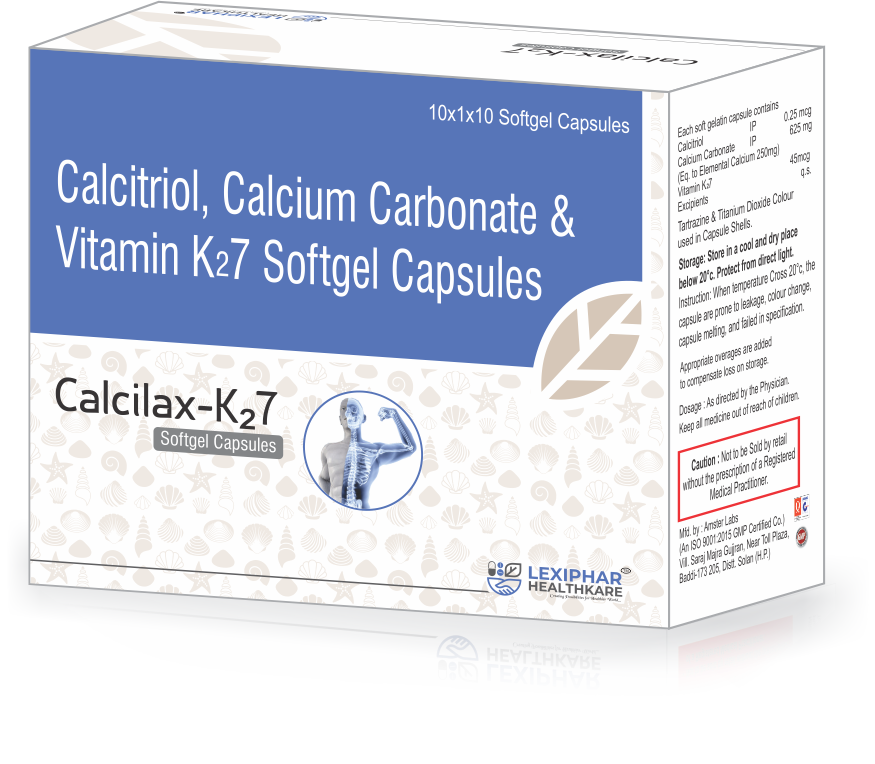 LEXIPHAR
HEALTHKARE
Calcilax-K₂7
10x1x10 Softgel Capsules
Calcitriol, Calcium Carbonate &
Vitamin K₂7 Softgel Capsules
Calcilax-K₂7
Softgel Capsules
LEXIPHAR
HEALTHKARE
Each soft gelatin capsule contains
Calcitriol IP 0.25 mcg
Calcium Carbonate IP 625 mg
(Eq. to Elemental Calcium 250mg)
Vitamin K₂7 45mcg
Excipients q.s.
Tartrazine & Titanium Dioxide Colour
used in Capsule Shells.
Storage: Store in a cool and dry place
below 20°c. Protect from direct light.
Instruction: When temperature Cross 20°c, the
capsule are prone to leakage, colour change,
capsule melting, and failed in specification.
Appropriate overages are added
to compensate loss on storage.
Dosage : As directed by the Physician.
Keep all medicine out of reach of children.
Caution : Not to be Sold by retail
without the prescription of a Registered
Medical Practitioner.
Mfd. by : Amster Labs
(An ISO 9001:2015 GMP Certified Co.)
Vill. Saraj Majra Gujjran, Near Toll Plaza,
Baddi-173 205, Distt. Solan (H.P.)